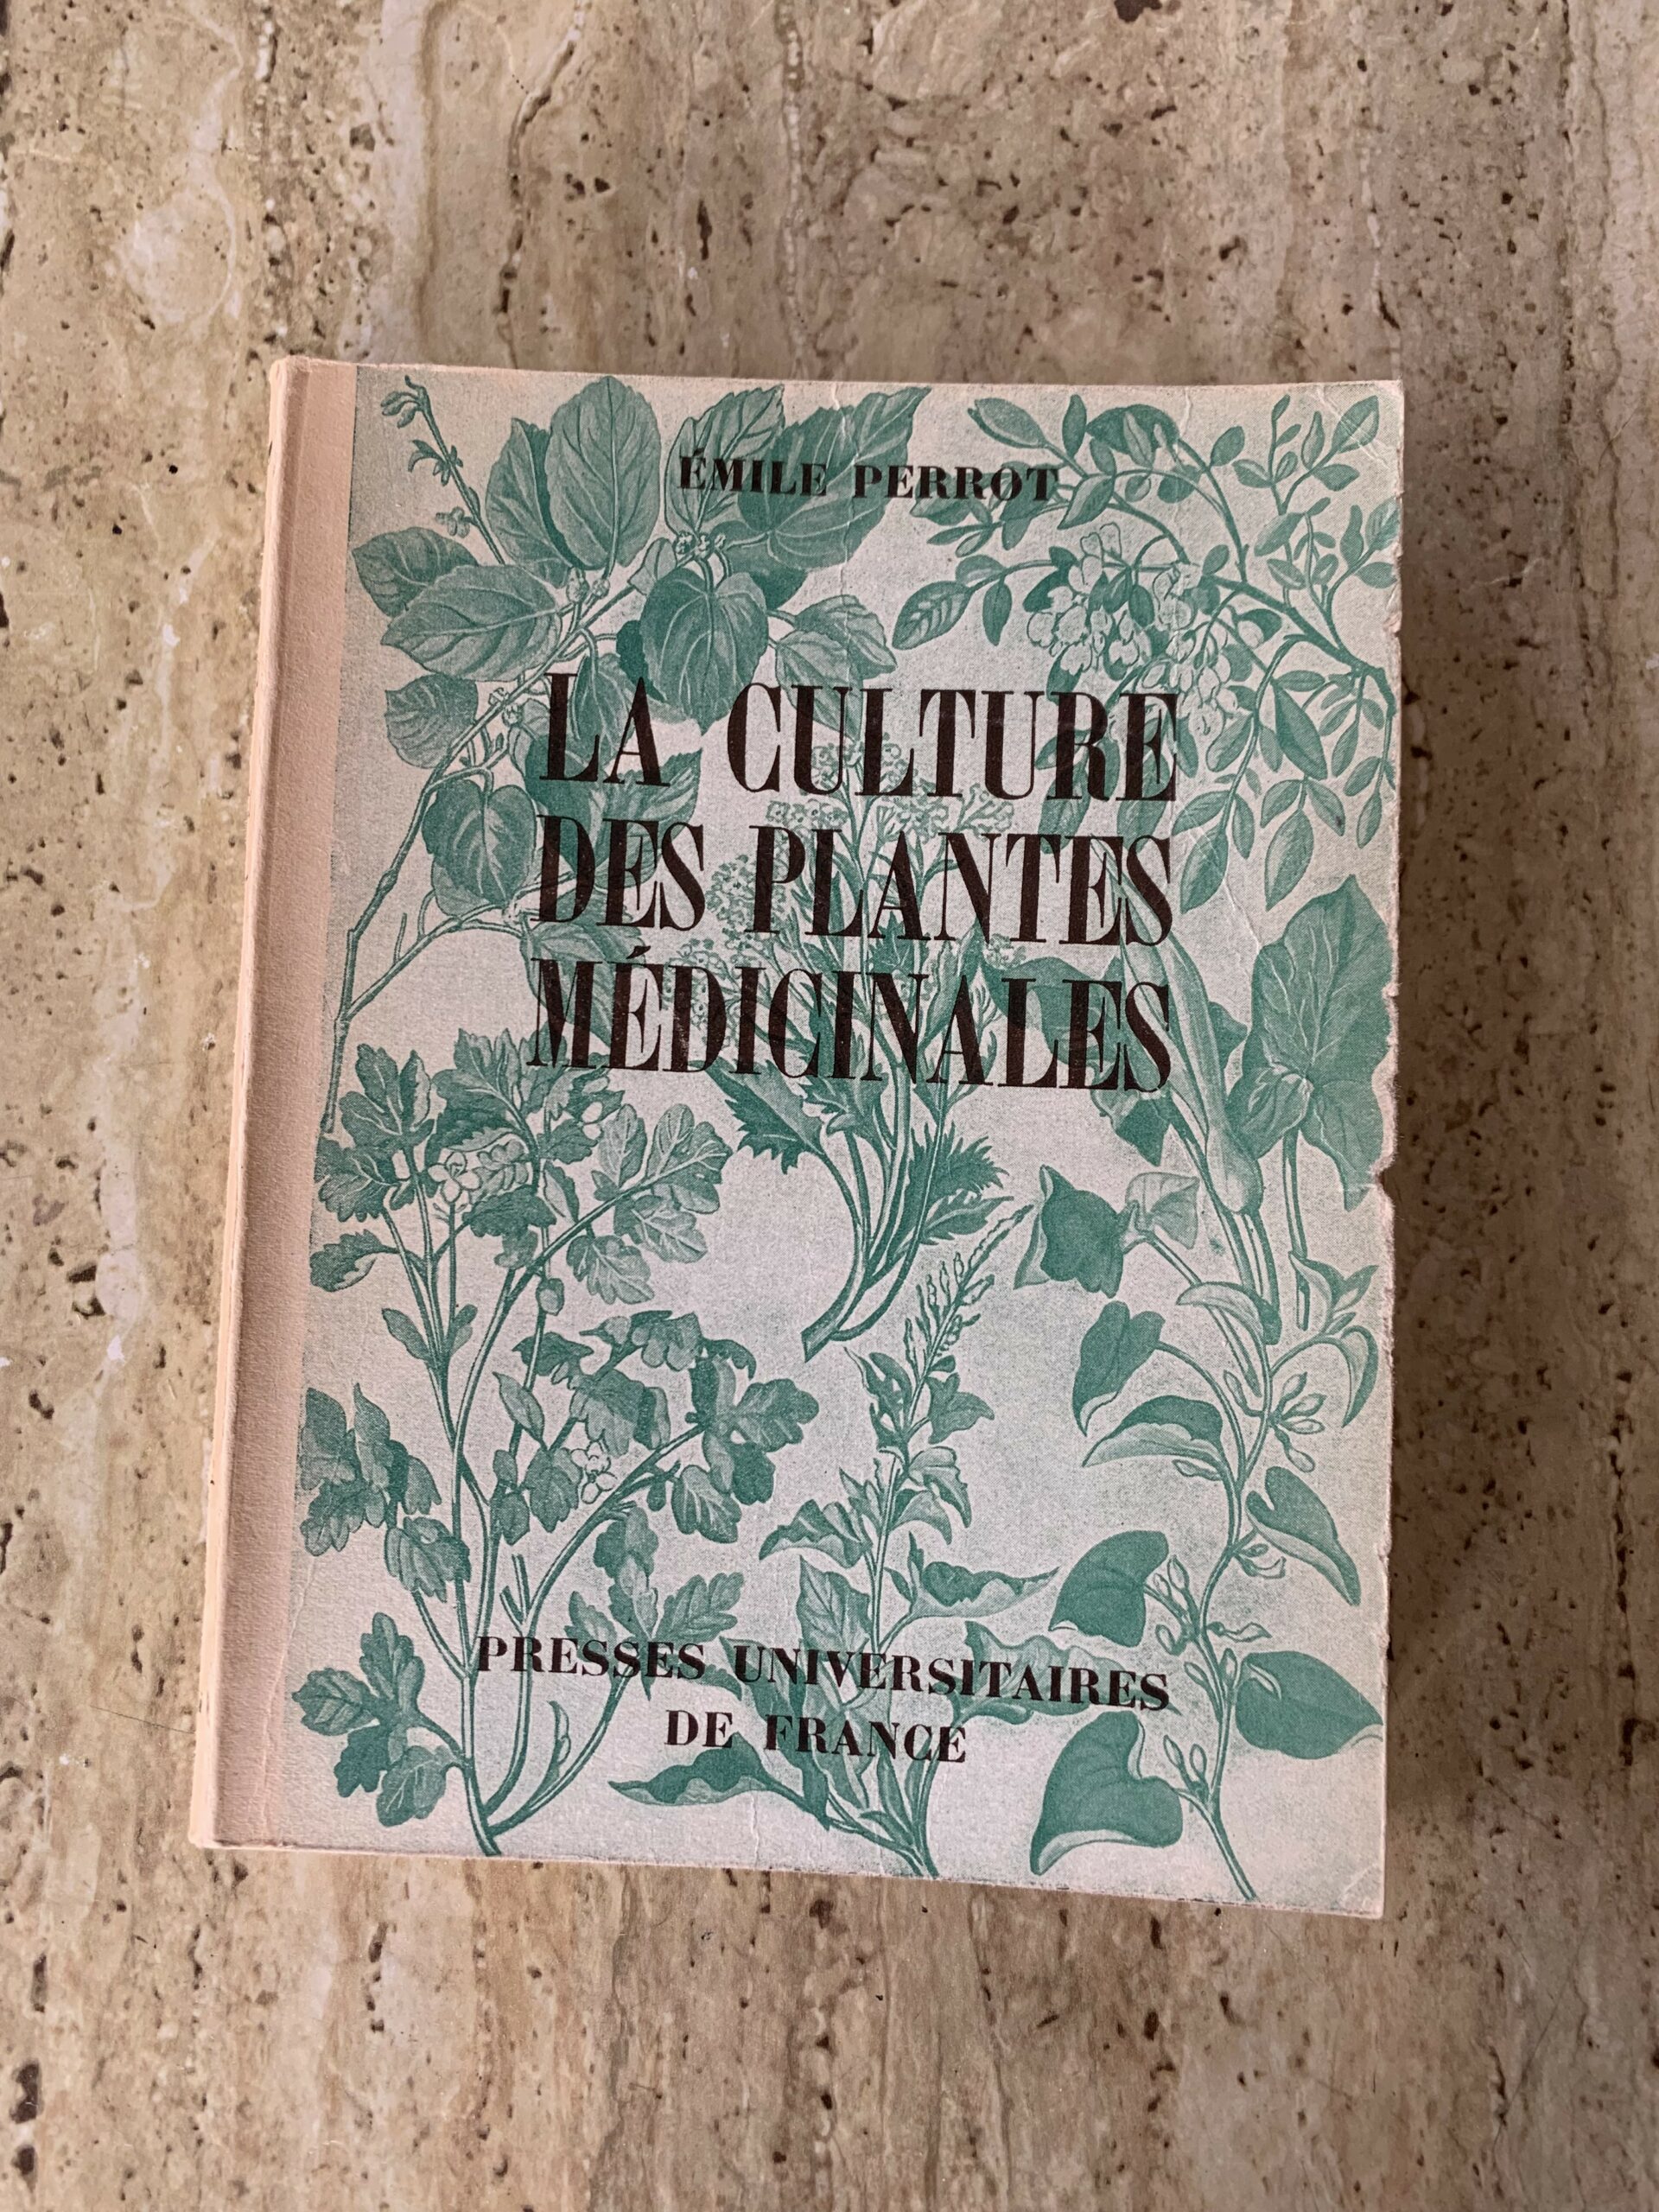 ÉMILE PERROT
LA CULTURE
DES PLANTES
MÉDICINALES
PRESSES UNIVERSITAIRES
DE FRANCE